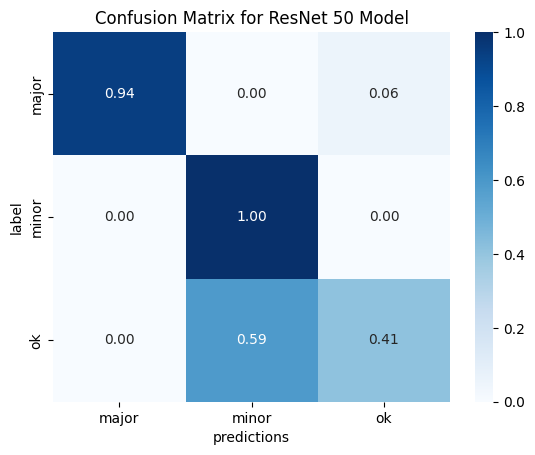 Confusion Matrix for ResNet 50 Model
major
0.94
0.00
0.06
minor
0.00
1.00
0.00
ok
0.00
0.59
0.41
label
major
minor
ok
predictions
1.0
0.8
0.6
0.4
0.2
0.0